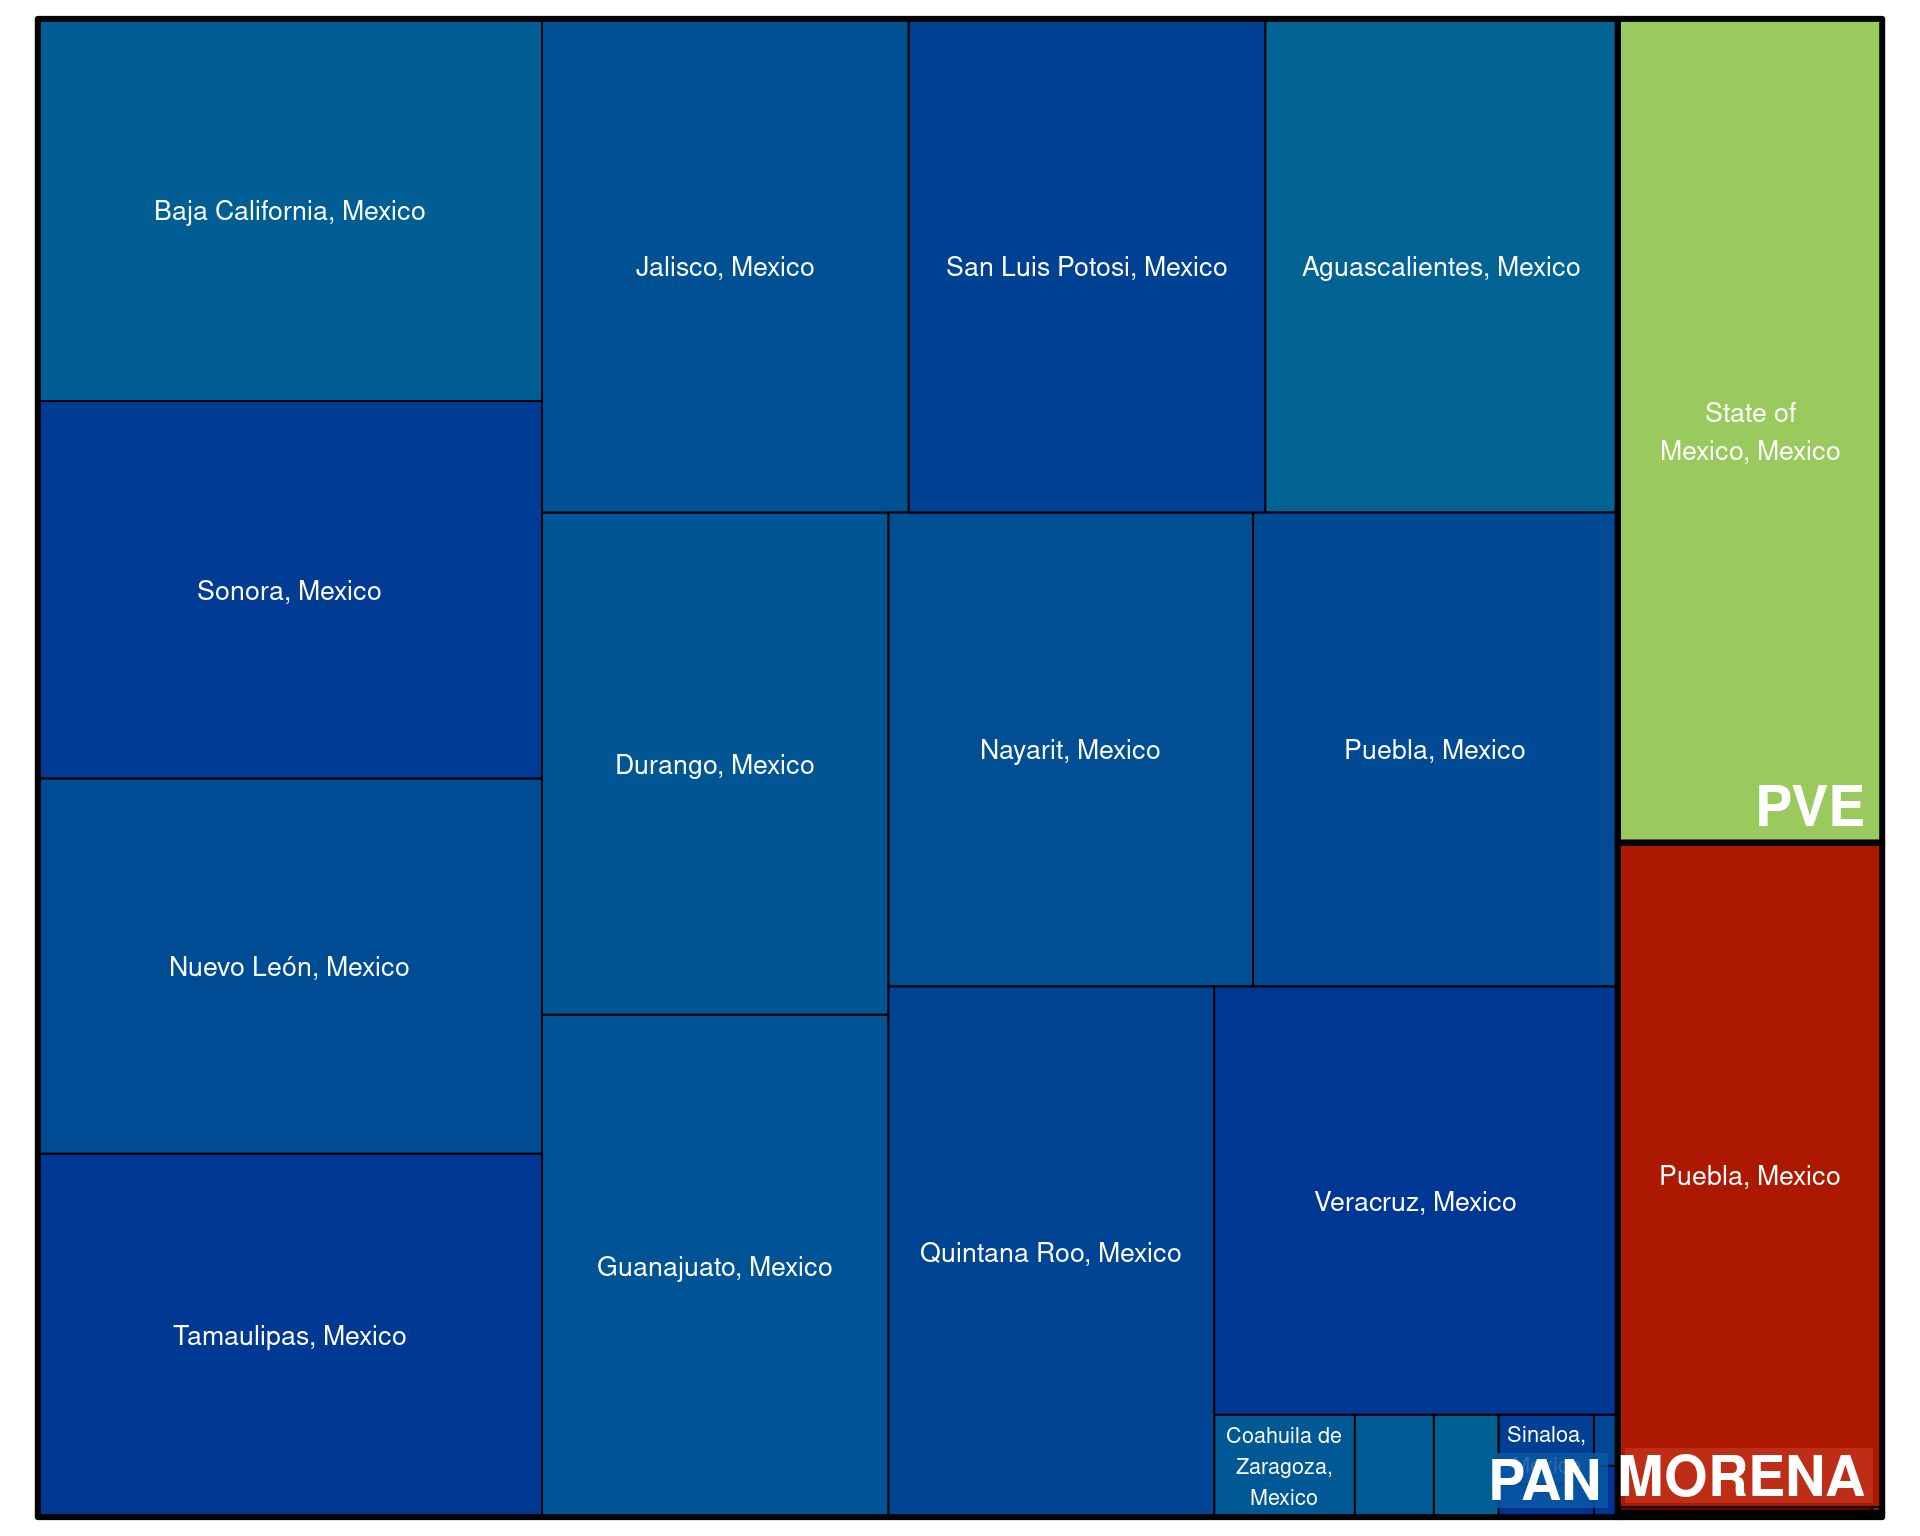 Baja California, Mexico
Jalisco, Mexico
San Luis Potosi, Mexico
Aguascalientes, Mexico
State of
Mexico, Mexico
Sonora, Mexico
Durango, Mexico
Nayarit, Mexico
Puebla, Mexico
PVE
Nuevo León, Mexico
Puebla, Mexico
Veracruz, Mexico
Quintana Roo, Mexico
Guanajuato, Mexico
Tamaulipas, Mexico
Coahuila de
Zaragoza,
Mexico
Sinaloa,
PAN
MORENA